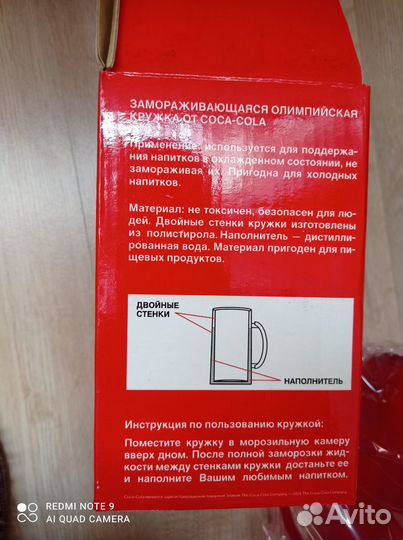 ЗАМОРАЖИВАЮЩАЯСЯ ОЛИМПИЙСКАЯ
КРУЖКА ОТ COCA-COLA
Применение: используется для поддержа-
ния напитков в охлажденном состоянии, не
замораживая их. Пригодна для холодных
напитков.
Материал: не токсичен, безопасен для лю-
дей. Двойные стенки кружки изготовлены
из полистирола. Наполнитель — дистилли-
рованная вода. Материал пригоден для пи-
щевых продуктов.
ДВОЙНЫЕ
СТЕНКИ
НАПОЛНИТЕЛЬ
Инструкция по пользованию кружкой:
Поместите кружку в морозильную камеру
вверх дном. После полной заморозки жид-
кости между стенками кружки достаньте ее
и наполните Вашим любимым напитком.
REDMI NOTE 9
AI QUAD CAMERA
Avito